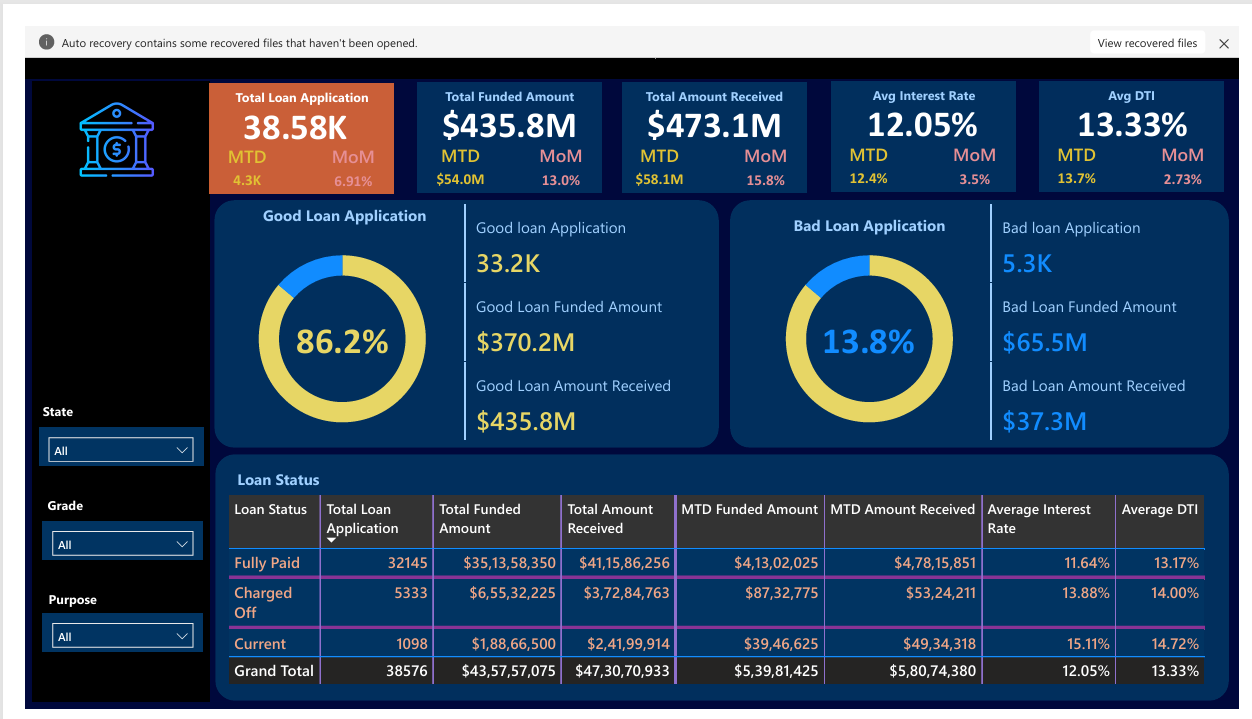 Auto recovery contains some recovered files that haven't been opened.
View recovered files
Total Loan Application
38.58K
MTD MoM
4.3K 6.91%
Total Funded Amount
$435.8M
MTD MoM
$54.0M 13.0%
Total Amount Received
$473.1M
MTD MoM
$58.1M 15.8%
Avg Interest Rate
12.05%
MTD MoM
12.4% 3.5%
Avg DTI
13.33%
MTD MoM
13.7% 2.73%
Good Loan Application
86.2%
Good loan Application
33.2K
Good Loan Funded Amount
$370.2M
Good Loan Amount Received
$435.8M
Bad Loan Application
13.8%
Bad loan Application
5.3K
Bad Loan Funded Amount
$65.5M
Bad Loan Amount Received
$37.3M
State
All
Grade
All
Purpose
All
Loan Status
Loan Status Total Loan Total Funded Total Amount MTD Funded Amount MTD Amount Received Average Interest Average DTI
Application Amount Received Rate
Fully Paid 32145 $35,13,58,350 $41,15,86,256 $4,13,02,025 $4,78,15,851 11.64% 13.17%
Charged 5333 $6,55,32,225 $3,72,84,763 $87,32,775 $53,24,211 13.88% 14.00%
Off
Current 1098 $1,88,66,500 $2,41,99,914 $39,46,625 $49,34,318 15.11% 14.72%
Grand Total 38576 $43,57,57,075 $47,30,70,933 $5,39,81,425 $5,80,74,380 12.05% 13.33%